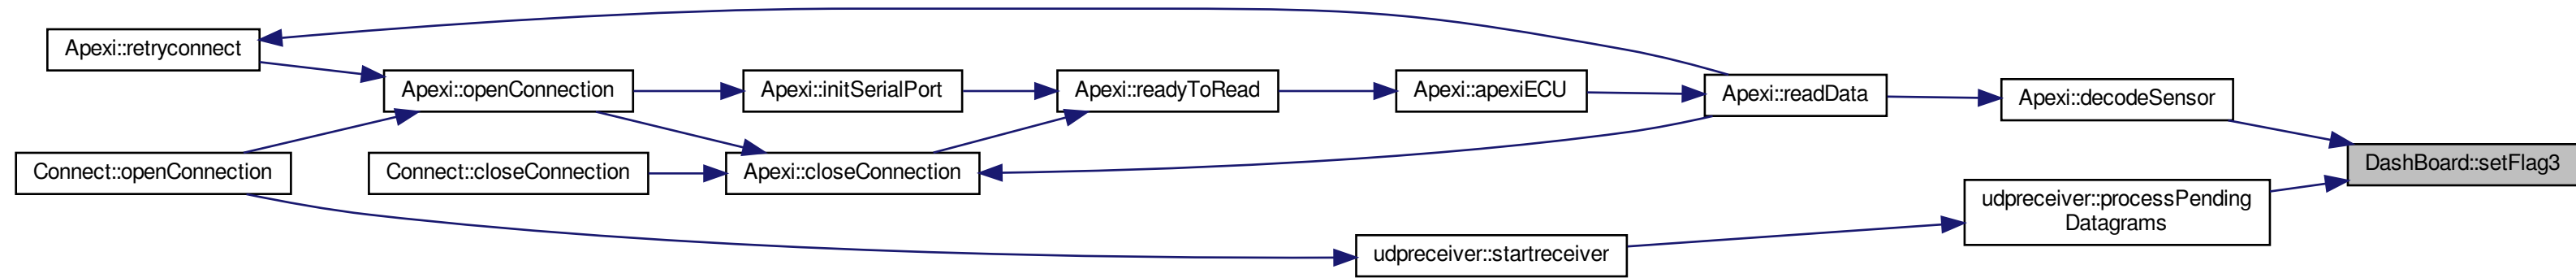 Apexi::retryconnect
Apexi::openConnection
Apexi::initSerialPort
Apexi::readyToRead
Apexi::apexiECU
Apexi::readData
Apexi::decodeSensor
DashBoard::setFlag3
Connect::openConnection
Connect::closeConnection
Apexi::closeConnection
udpreceiver::processPending
Datagrams
udpreceiver::startreceiver